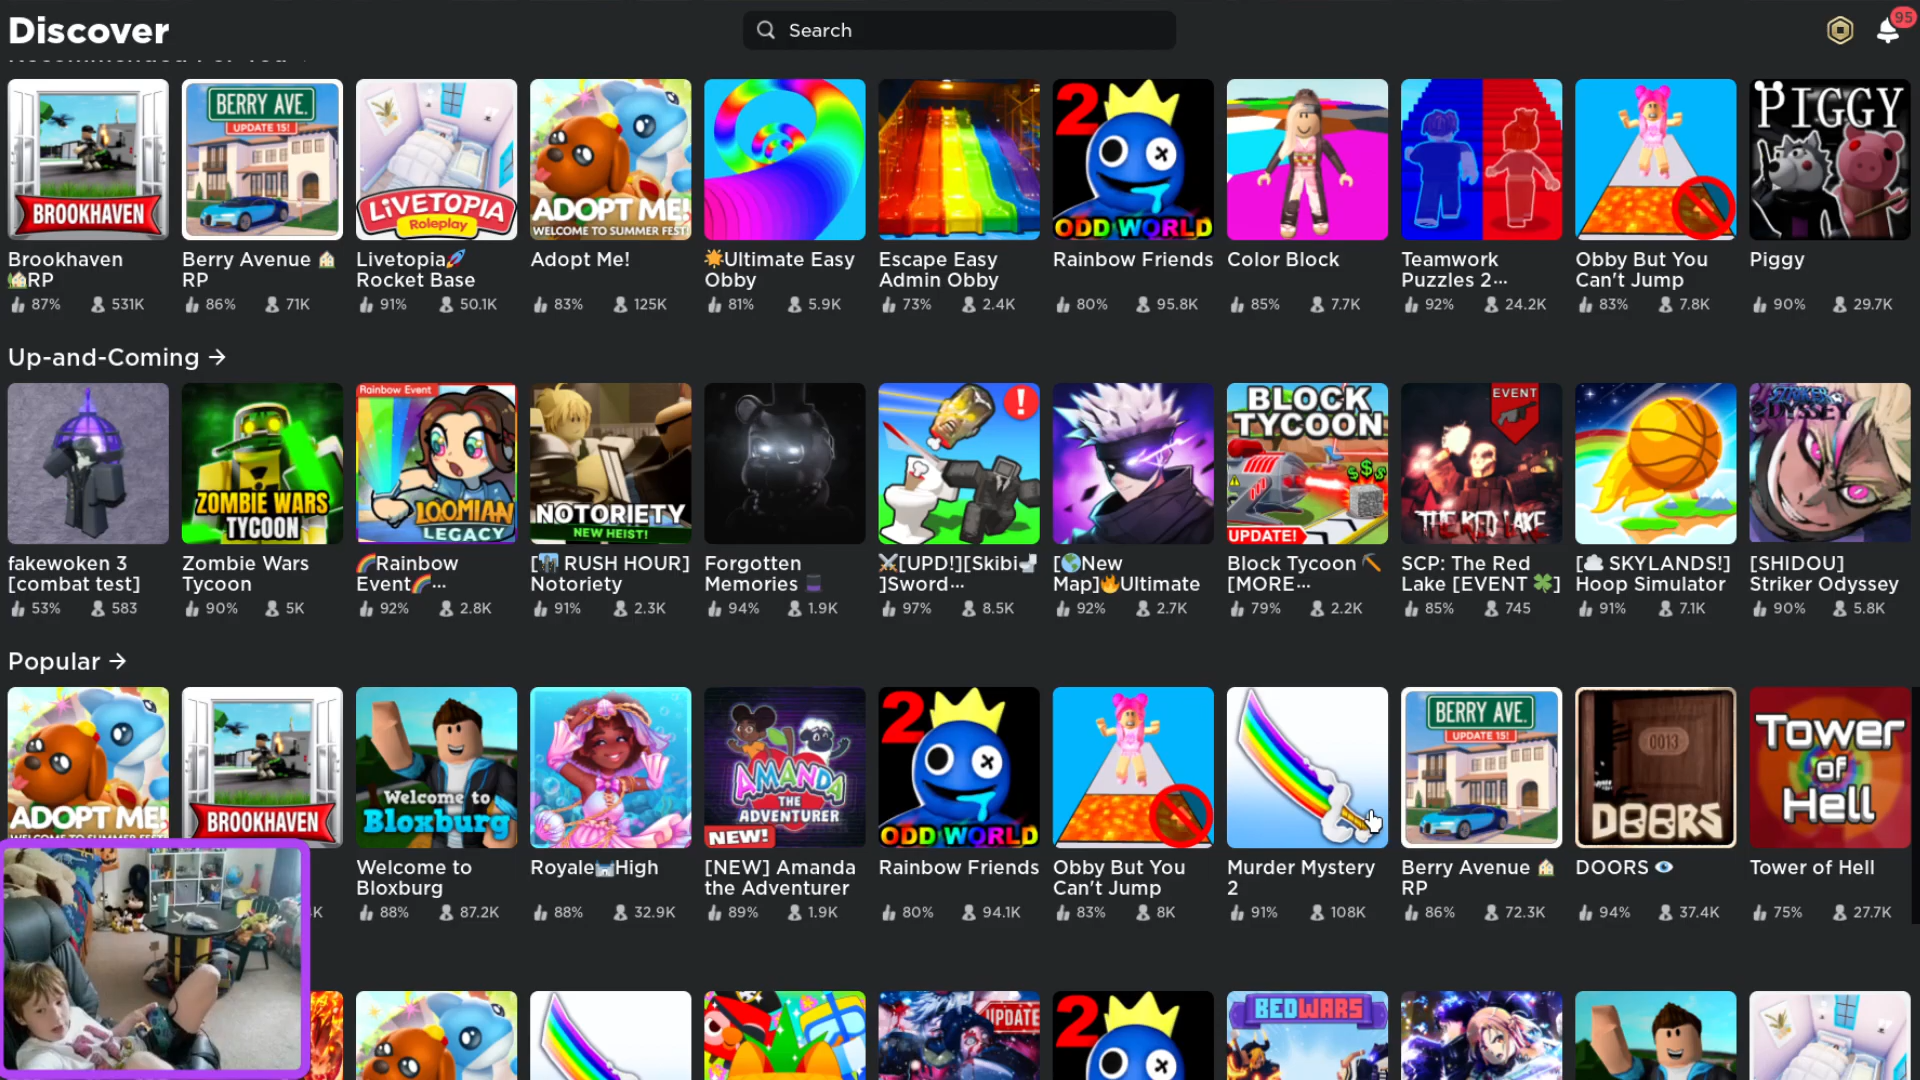 Discover
Search
95
Recommended For You
BROOKHAVEN
BERRY AVE.
UPDATE 15!
LIVETOPIA
Roleplay
ADOPT ME!
WELCOME TO SUMMER FEST
2
ODD WORLD
PIGGY
Brookhaven 🏡RP
Berry Avenue 🏠 RP
Livetopia🚀 Rocket Base
Adopt Me!
🌟Ultimate Easy Obby
Escape Easy Admin Obby
Rainbow Friends
Color Block
Teamwork Puzzles 2...
Obby But You Can't Jump
Piggy
87% 531K
86% 71K
91% 50.1K
83% 125K
81% 5.9K
73% 2.4K
80% 95.8K
85% 7.7K
92% 24.2K
83% 7.8K
90% 29.7K
Up-and-Coming →
ZOMBIE WARS
TYCOON
Rainbow Event
LOOMIAN
LEGACY
NOTORIETY
NEW HEIST!
!
BLOCK
TYCOON
$$$
UPDATE!
EVENT
THE RED LAKE
STRIKER
ODYSSEY
fakewoken 3 [combat test]
Zombie Wars Tycoon
🌈Rainbow Event🌈...
[🏙️ RUSH HOUR] Notoriety
Forgotten Memories
⚔️[UPD!][Skibi🚽]Sword...
[🌎New Map]🔥Ultimate
Block Tycoon ⛏️ [MORE...
SCP: The Red Lake [EVENT 🍀]
[☁️ SKYLANDS!] Hoop Simulator
[SHIDOU] Striker Odyssey
53% 583
90% 5K
92% 2.8K
91% 2.3K
94% 1.9K
97% 8.5K
92% 2.7K
79% 2.2K
85% 745
91% 7.1K
90% 5.8K
Popular →
ADOPT ME!
WELCOME TO SUMMER FEST
BROOKHAVEN
Welcome to
Bloxburg
AMANDA
THE
ADVENTURER
NEW!
2
ODD WORLD
BERRY AVE.
UPDATE 15!
0013
DOORS
Tower
of
Hell
Welcome to Bloxburg
Royale🏰High
[NEW] Amanda the Adventurer
Rainbow Friends
Obby But You Can't Jump
Murder Mystery 2
Berry Avenue 🏠 RP
DOORS 👁️
Tower of Hell
K
88% 87.2K
88% 32.9K
89% 1.9K
80% 94.1K
83% 8K
91% 108K
86% 72.3K
94% 37.4K
75% 27.7K
UPDATE
2
BEDWARS